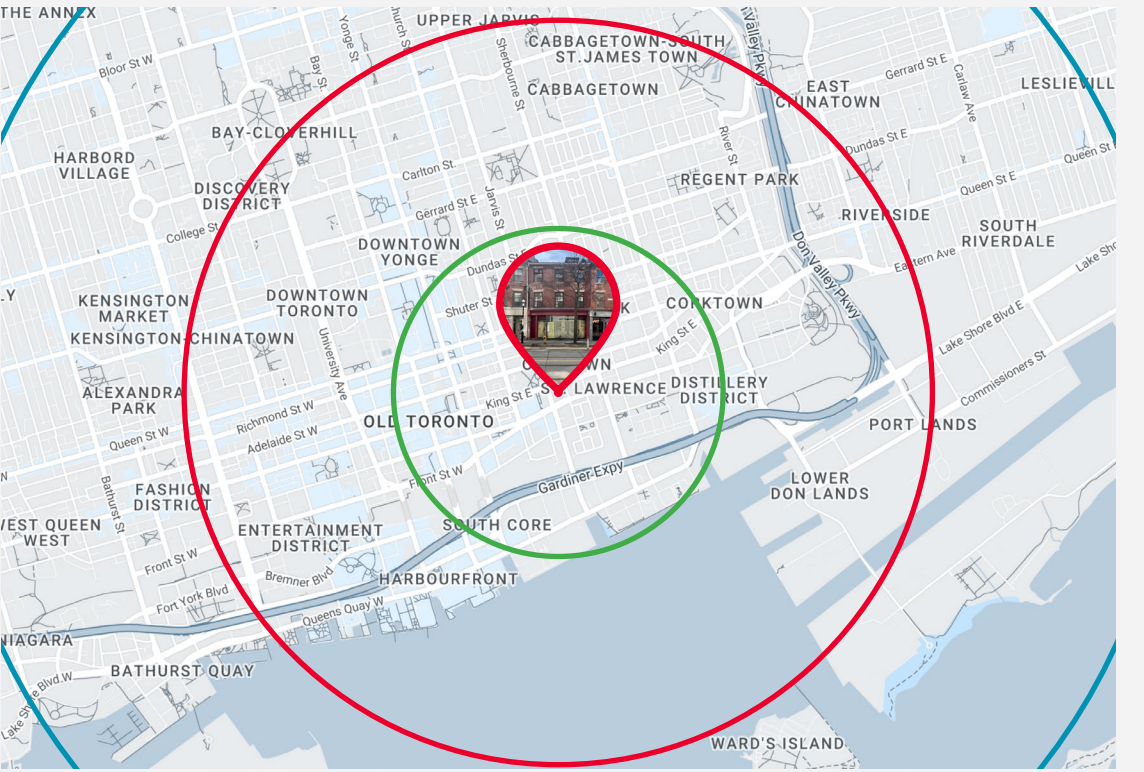 THE ANNEX
UPPER JARVIS
Yonge St
Church S
Bloor St W
Bay St.
Sherbourne St
CABBAGETOWN-SOUTH
ST.JAMES TOWN
Valley Pkwy
Gerrard St E
Carlaw Ave
LESLIEVILL
EAST
CHINATOWN
CABBAGETOWN
BAY-CLOVERHILL
River St
Dundas St E
Queen St
HARBORD
VILLAGE
Carlton St.
REGENT PARK
Queen St E
DISCOVERY
DISTRICT
Jarvis St
Gerrard St E
RIVERSIDE
College St
SOUTH
RIVERDALE
DOWNTOWN
YONGE
Dundas St
Don Valley Pkwy
Eastern Ave
Lake Sho
LY
KENSINGTON
MARKET
DOWNTOWN
TORONTO
Shuter St
K
CORKTOWN
KENSINGTON-CHINATOWN
University Ave
King St E
Lake Shore Blvd E
WN
ALEXANDRA
PARK
King St E
ST. LAWRENCE
DISTILLERY
DISTRICT
Commissioners St
Richmond St W
OLD TORONTO
PORT LANDS
Queen St W
Adelaide St W
Front St W
Gardiner Expy
LOWER
DON LANDS
Bathurst St
FASHION
DISTRICT
WEST QUEEN
WEST
ENTERTAINMENT
DISTRICT
SOUTH CORE
Front St W
Bremner Blvd
HARBOURFRONT
Fort York Blvd
Queens Quay W
NIAGARA
BATHURST QUAY
Lake Shore Blvd.W
WARD'S ISLAND